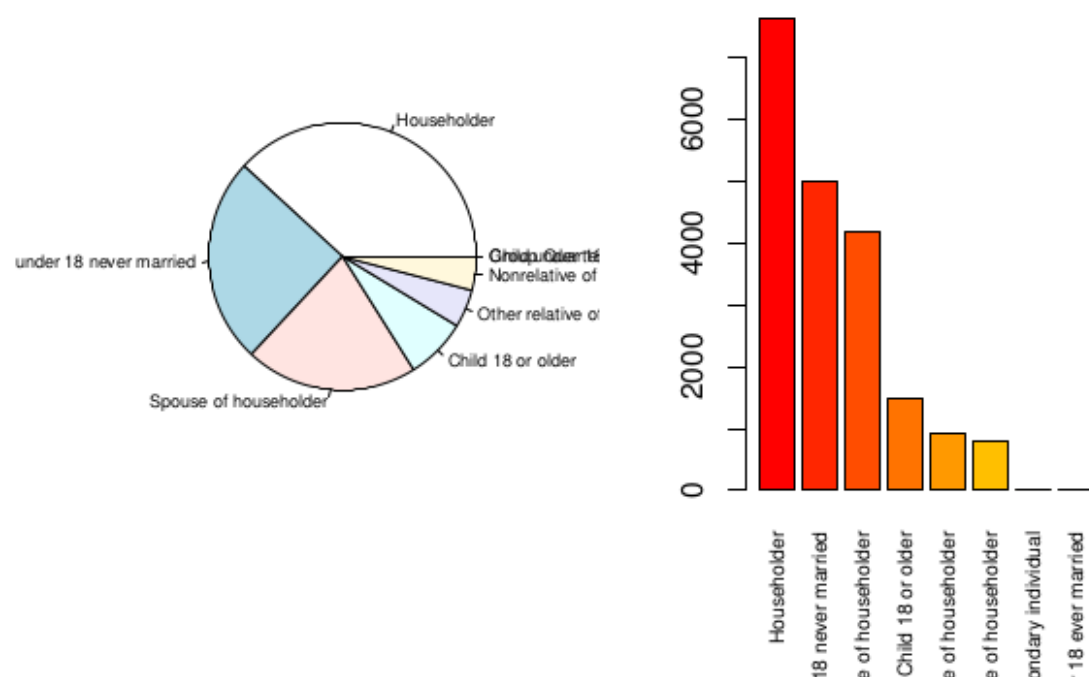 Householder
under 18 never married
Nonrelative of
Other relative of
Child 18 or older
Spouse of householder
6000
4000
2000
0
Householder
18 never married
e of householder
Child 18 or older
e of householder
e of householder
ondary individual
18 ever married